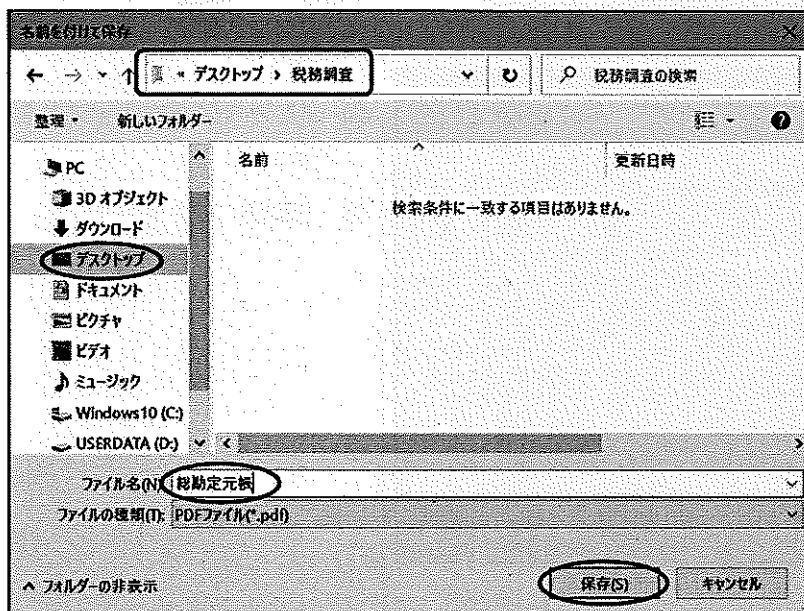 名前を付けて保存
« デスクトップ › 税務調査
税務調査の検索
整理
新しいフォルダー
名前
更新日時
検索条件に一致する項目はありません。
PC
3D オブジェクト
ダウンロード
デスクトップ
ドキュメント
ピクチャ
ビデオ
ミュージック
Windows10 (C:)
USERDATA (D:)
ファイル名(N): 総勘定元帳
ファイルの種類(T): PDFファイル(*.pdf)
フォルダーの非表示
保存(S)
キャンセル